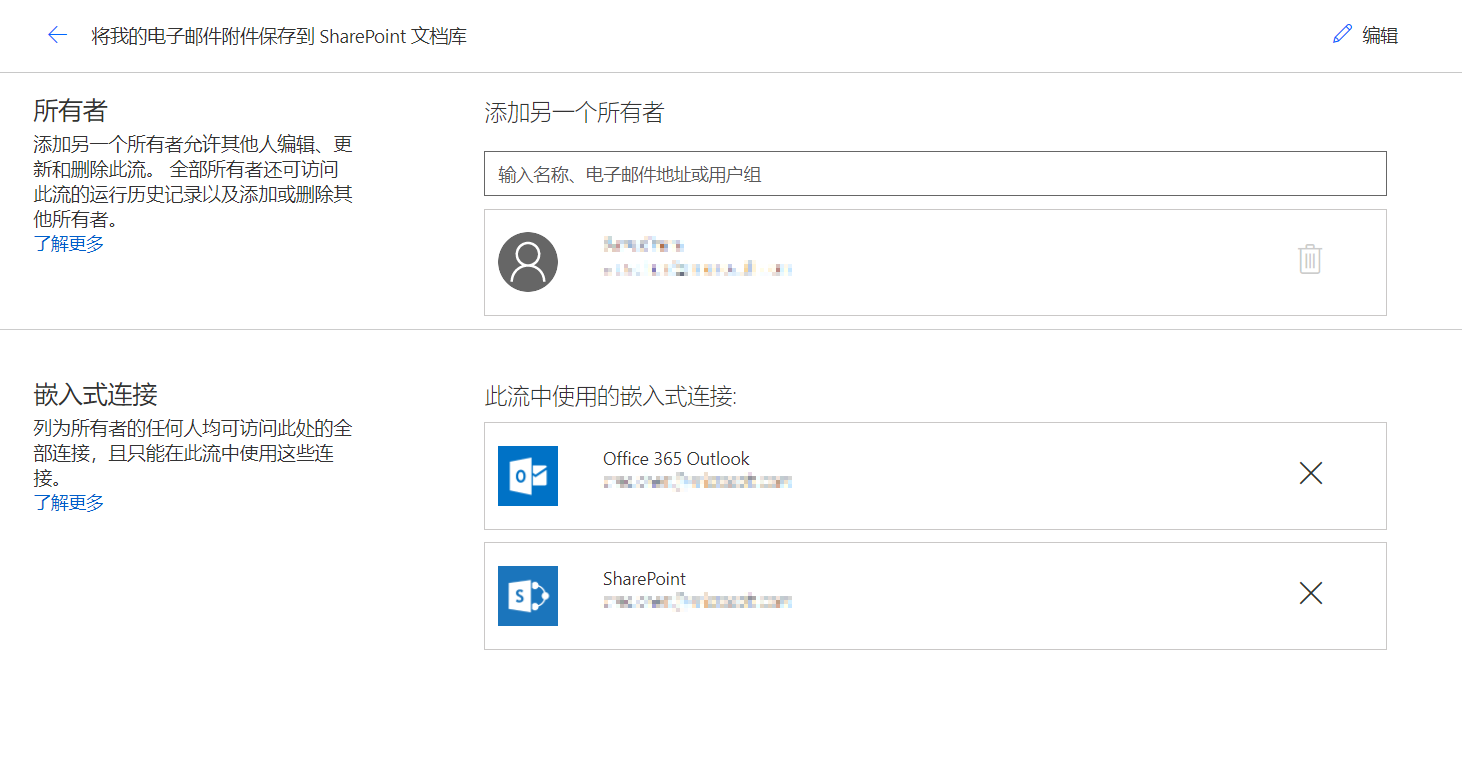 将我的电子邮件附件保存到 SharePoint 文档库
编辑
所有者
添加另一个所有者允许其他人编辑、更
新和删除此流。 全部所有者还可访问
此流的运行历史记录以及添加或删除其
他所有者。
了解更多
添加另一个所有者
输入名称、电子邮件地址或用户组
嵌入式连接
列为所有者的任何人均可访问此处的全
部连接，且只能在此流中使用这些连
接。
了解更多
此流中使用的嵌入式连接:
Office 365 Outlook
SharePoint